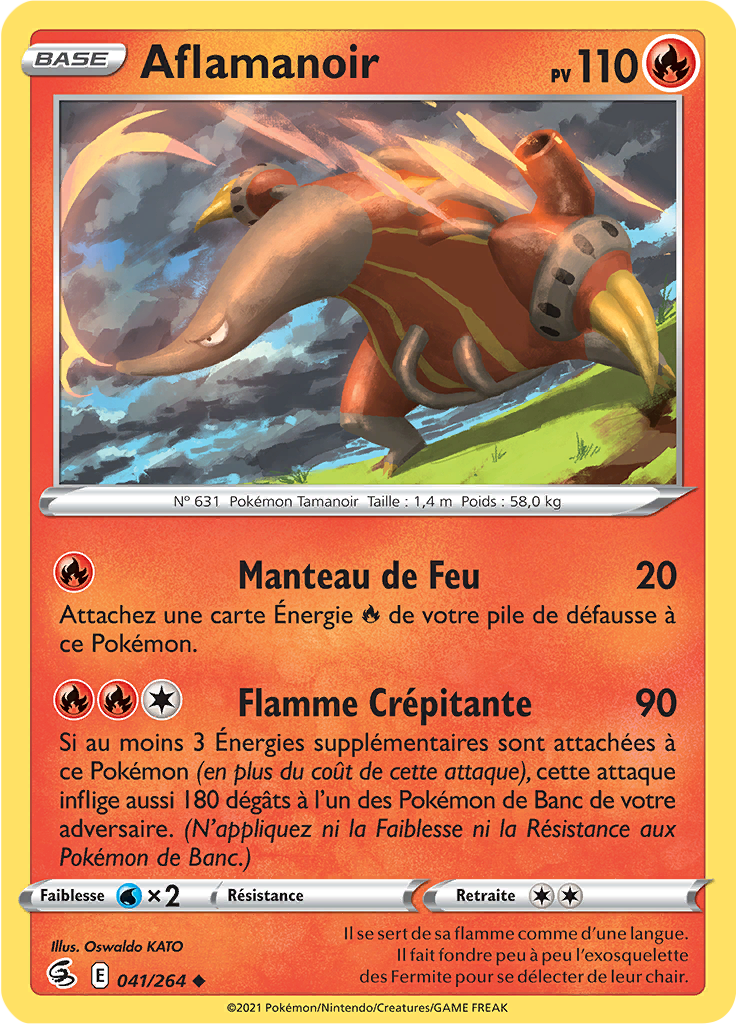 BASE Aflamanoir PV 110
N° 631 Pokémon Tamanoir Taille : 1,4 m Poids : 58,0 kg
Manteau de Feu 20
Attachez une carte Énergie de votre pile de défausse à
ce Pokémon.
Flamme Crépitante 90
Si au moins 3 Énergies supplémentaires sont attachées à
ce Pokémon (en plus du coût de cette attaque), cette attaque
inflige aussi 180 dégâts à l'un des Pokémon de Banc de votre
adversaire. (N'appliquez ni la Faiblesse ni la Résistance aux
Pokémon de Banc.)
Faiblesse ×2 Résistance Retraite
Illus. Oswaldo KATO
Il se sert de sa flamme comme d'une langue.
Il fait fondre peu à peu l'exosquelette
des Fermite pour se délecter de leur chair.
E 041/264
©2021 Pokémon/Nintendo/Creatures/GAME FREAK